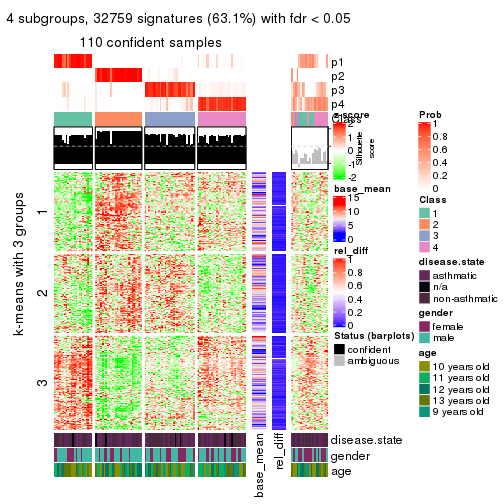 4 subgroups, 32759 signatures (63.1%) with fdr < 0.05
110 confident samples
p1
p2
p3
p4
Class
Silhouette
score
k-means with 3 groups
1
2
3
z-score
2
1
0
-1
-2
base_mean
15
10
5
0
rel_diff
1
0.8
0.6
0.4
0.2
0
Status (barplots)
confident
ambiguous
Prob
1
0.8
0.6
0.4
0.2
0
Class
1
2
3
4
disease.state
asthmatic
n/a
non-asthmatic
gender
female
male
age
10 years old
11 years old
12 years old
13 years old
9 years old
disease.state
gender
age
base_mean
rel_diff